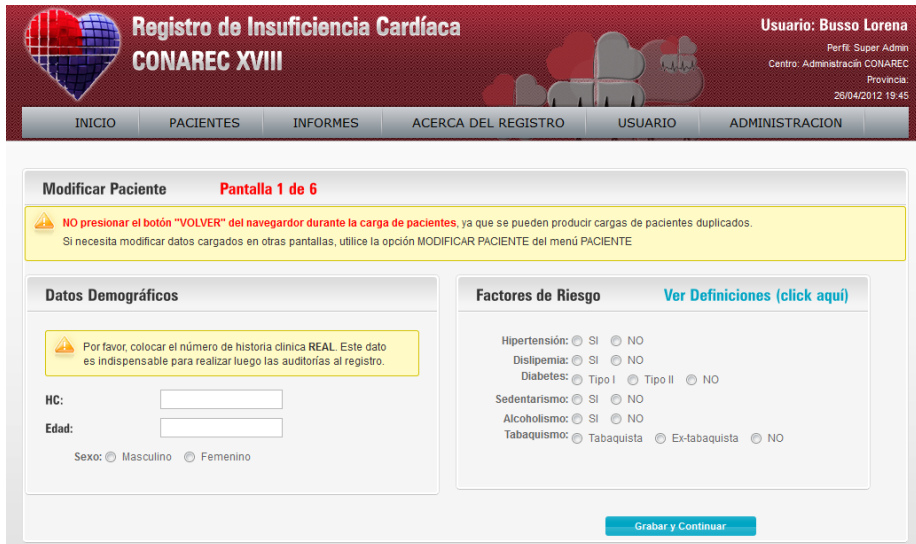 Registro de Insuficiencia Cardíaca
CONAREC XVIII
Usuario: Busso Lorena
Perfil: Super Admin
Centro: Administraciín CONAREC
Provincia:
26/04/2012 19:45
INICIO PACIENTES INFORMES ACERCA DEL REGISTRO USUARIO ADMINISTRACION
Modificar Paciente Pantalla 1 de 6
NO presionar el botón "VOLVER" del navegardor durante la carga de pacientes, ya que se pueden producir cargas de pacientes duplicados.
Si necesita modificar datos cargados en otras pantallas, utilice la opción MODIFICAR PACIENTE del menú PACIENTE
Datos Demográficos
Por favor, colocar el número de historia clinica REAL. Este dato
es indispensable para realizar luego las auditorías al registro.
HC:
Edad:
Sexo: Masculino Femenino
Factores de Riesgo Ver Definiciones (click aquí)
Hipertensión: SI NO
Dislipemia: SI NO
Diabetes: Tipo I Tipo II NO
Sedentarismo: SI NO
Alcoholismo: SI NO
Tabaquismo: Tabaquista Ex-tabaquista NO
Grabar y Continuar